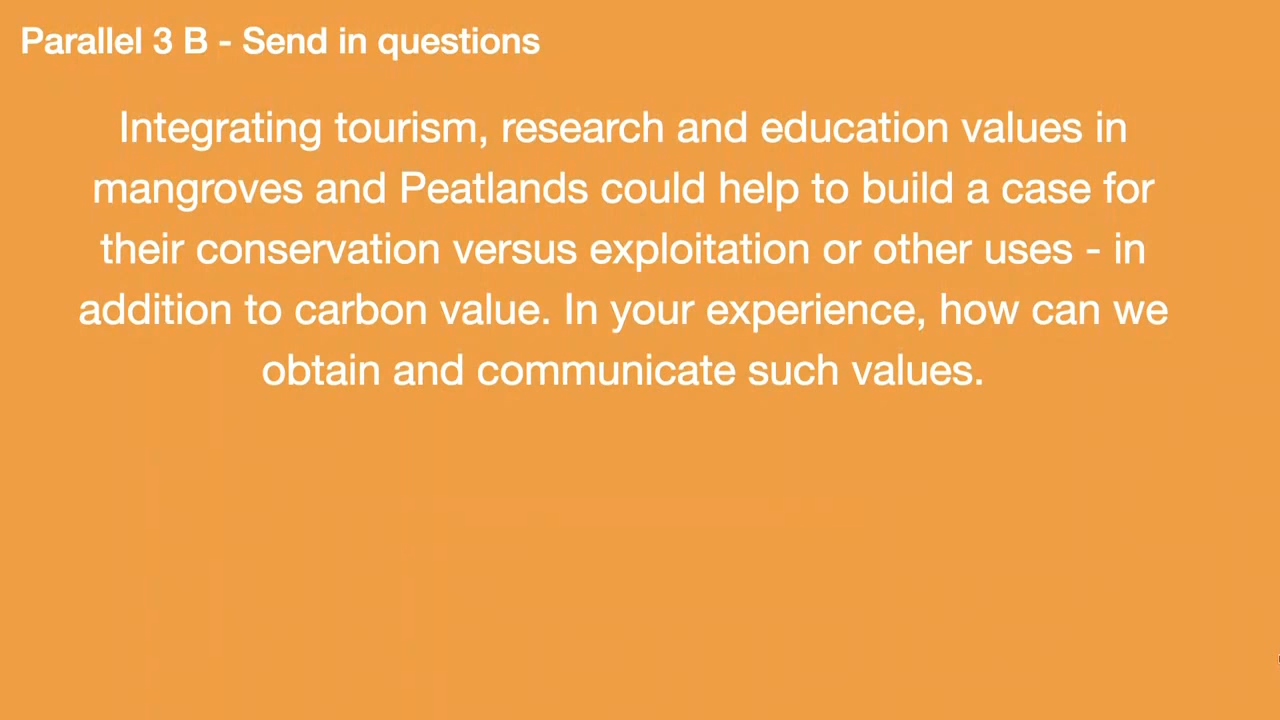 Parallel 3 B - Send in questions
Integrating tourism, research and education values in
mangroves and Peatlands could help to build a case for
their conservation versus exploitation or other uses - in
addition to carbon value. In your experience, how can we
obtain and communicate such values.